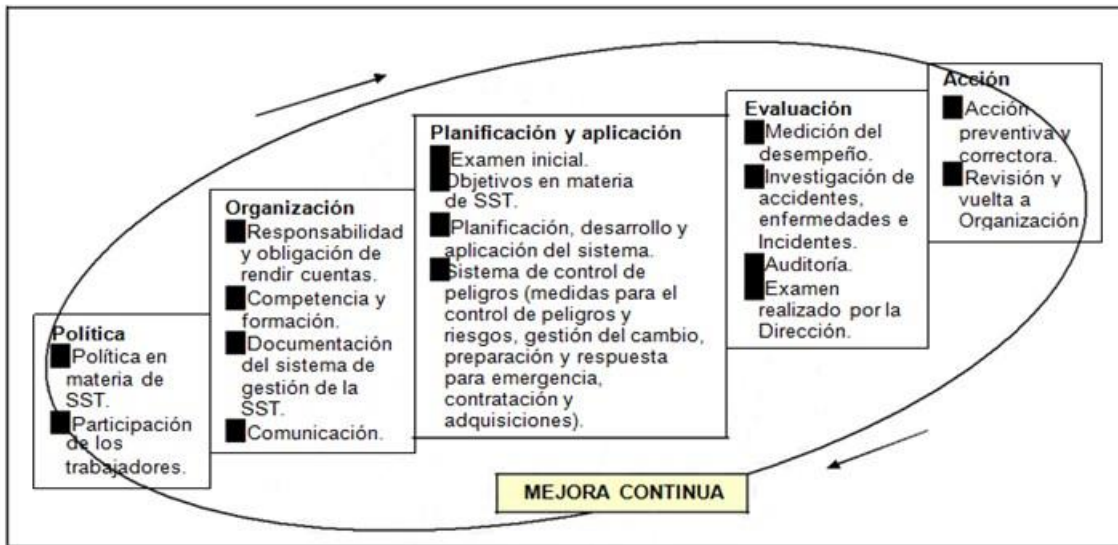 Política
Política en
materia de
SST.
Participación
de los
trabajadores.
Organización
Responsabilidad
y obligación de
rendir cuentas.
Competencia y
formación.
Documentación
del sistema de
gestión de la
SST.
Comunicación.
Planificación y aplicación
Examen inicial.
Objetivos en materia
de SST.
Planificación, desarrollo y
aplicación del sistema.
Sistema de control de
peligros (medidas para el
control de peligros y
riesgos, gestión del cambio,
preparación y respuesta
para emergencia,
contratación y
adquisiciones).
Evaluación
Medición del
desempeño.
Investigación de
accidentes,
enfermedades e
Incidentes.
Auditoría.
Examen
realizado por la
Dirección.
Acción
Acción
preventiva y
correctora.
Revisión y
vuelta a
Organización
MEJORA CONTINUA